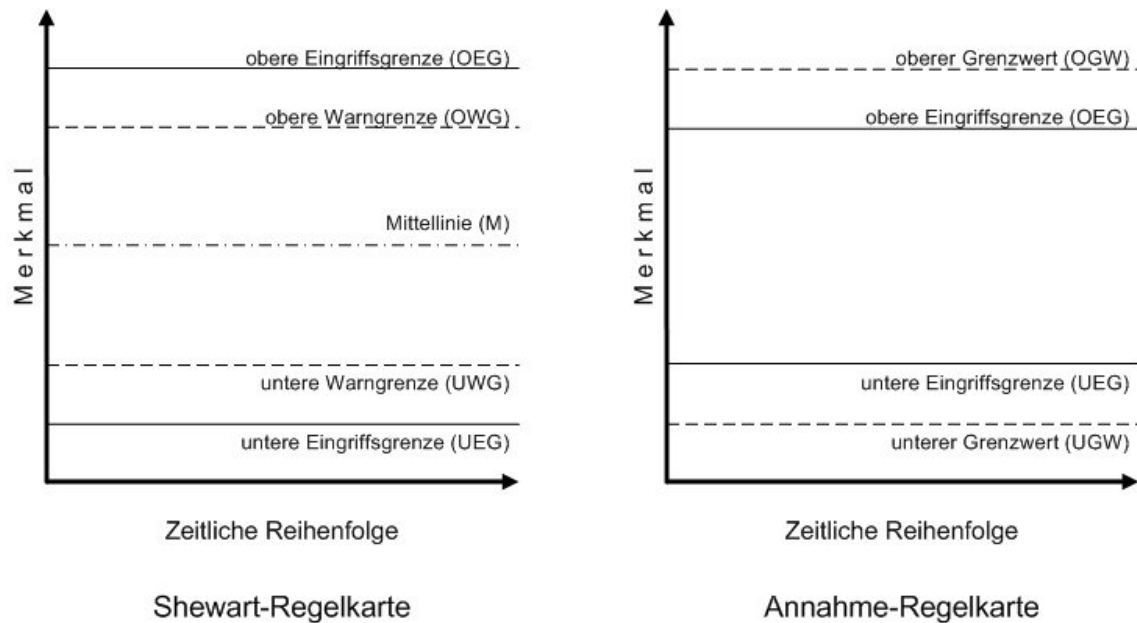 Merkmal
obere Eingriffsgrenze (OEG)
obere Warngrenze (OWG)
Mittellinie (M)
untere Warngrenze (UWG)
untere Eingriffsgrenze (UEG)
Zeitliche Reihenfolge
Shewart-Regelkarte
Merkmal
oberer Grenzwert (OGW)
obere Eingriffsgrenze (OEG)
untere Eingriffsgrenze (UEG)
unterer Grenzwert (UGW)
Zeitliche Reihenfolge
Annahme-Regelkarte